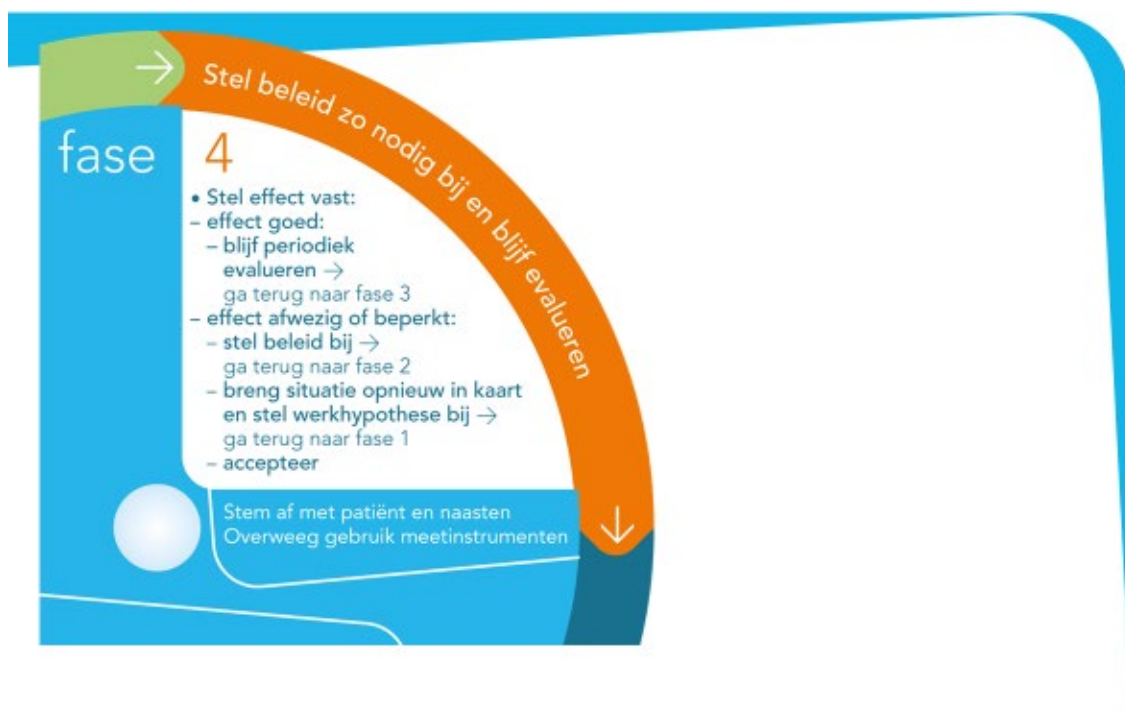 Stel beleid zo nodig bij en blijf evalueren
fase 4
• Stel effect vast:
– effect goed:
– blijf periodiek
evalueren →
ga terug naar fase 3
– effect afwezig of beperkt:
– stel beleid bij →
ga terug naar fase 2
– breng situatie opnieuw in kaart
en stel werkhypothese bij →
ga terug naar fase 1
– accepteer
Stem af met patiënt en naasten
Overweeg gebruik meetinstrumenten